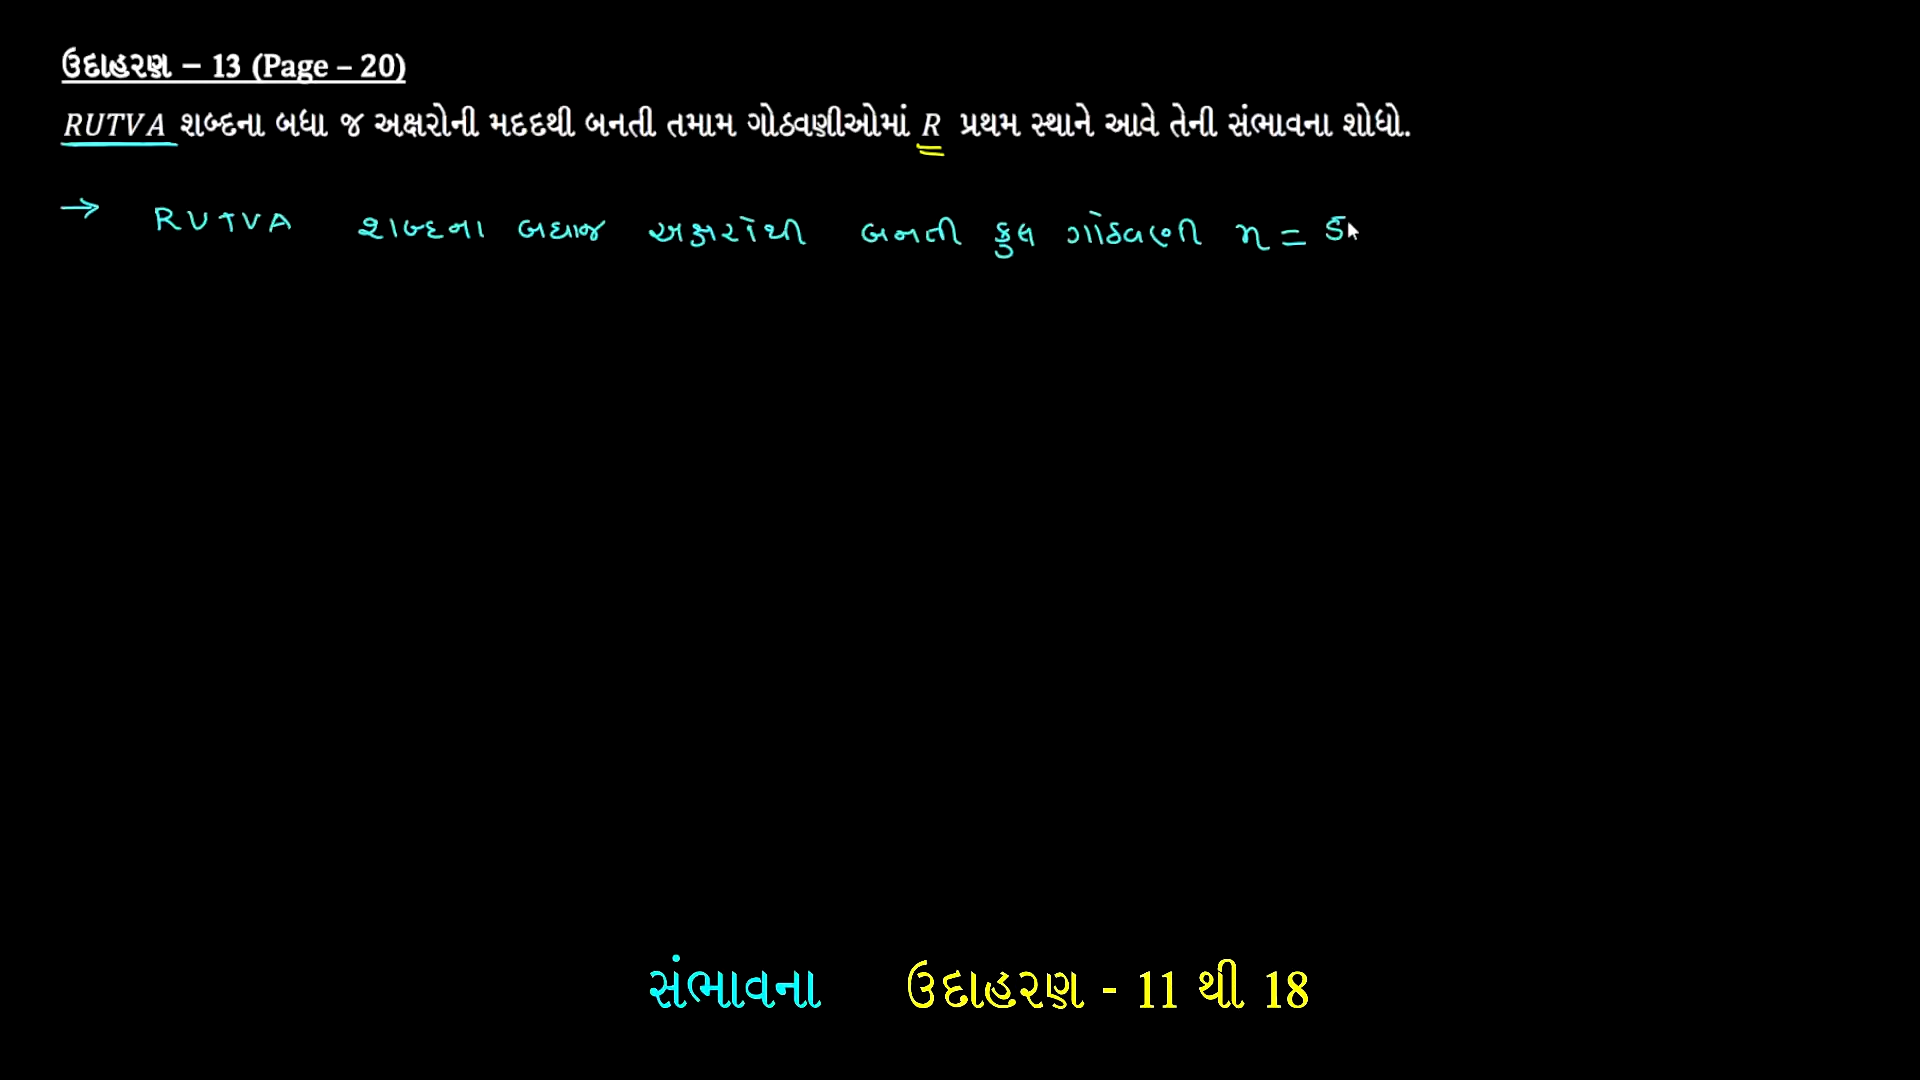 ઉદાહરણ – 13 (Page – 20)
RUTVA શબ્દના બધા જ અક્ષરોની મદદથી બનતી તમામ ગોઠવણીઓમાં R પ્રથમ સ્થાને આવે તેની સંભાવના શોધો.
→ RUTVA શબ્દના બધાજ અક્ષરોથી બનતી કુલ ગોઠવણી n = 5
સંભાવના ઉદાહરણ - 11 થી 18